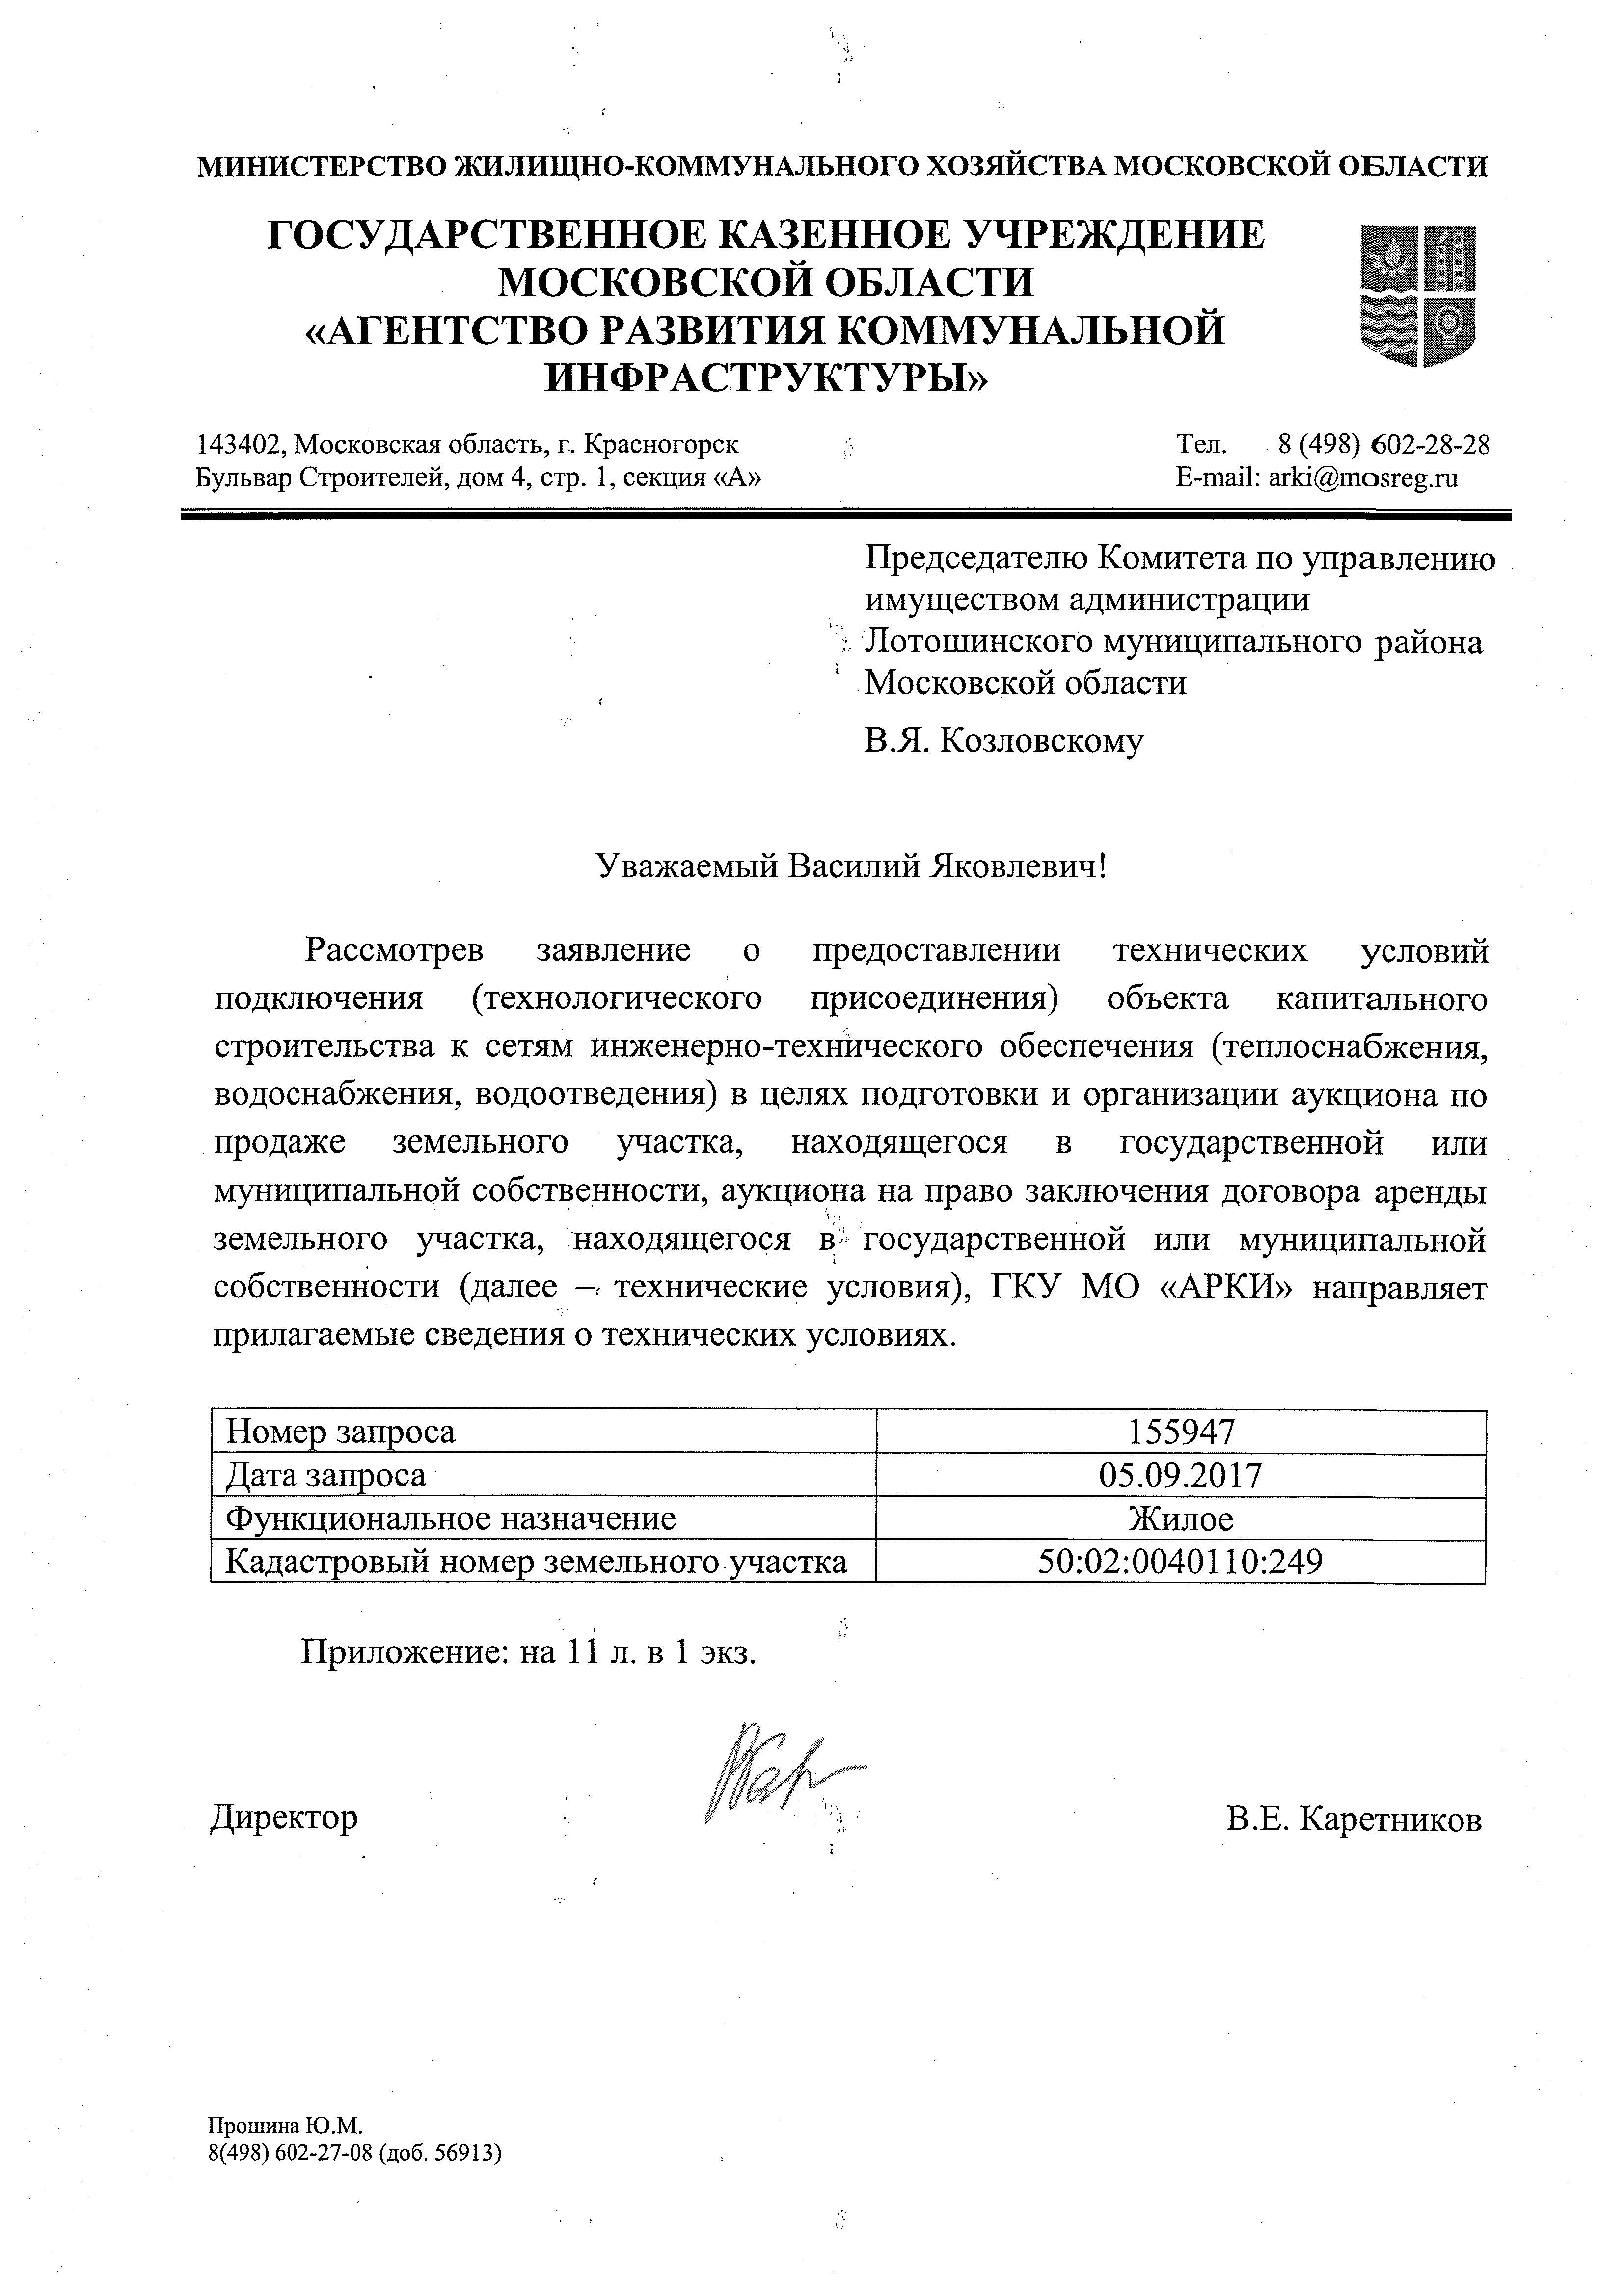 МИНИСТЕРСТВО ЖИЛИЩНО-КОММУНАЛЬНОГО ХОЗЯЙСТВА МОСКОВСКОЙ ОБЛАСТИ
ГОСУДАРСТВЕННОЕ КАЗЕННОЕ УЧРЕЖДЕНИЕ
МОСКОВСКОЙ ОБЛАСТИ
«АГЕНТСТВО РАЗВИТИЯ КОММУНАЛЬНОЙ
ИНФРАСТРУКТУРЫ»
143402, Московская область, г. Красногорск
Бульвар Строителей, дом 4, стр. 1, секция «А»
Тел. 8 (498) 602-28-28
E-mail: arki@mosreg.ru
Председателю Комитета по управлению
имуществом администрации
Лотошинского муниципального района
Московской области
В.Я. Козловскому
Уважаемый Василий Яковлевич!
Рассмотрев заявление о предоставлении технических условий
подключения (технологического присоединения) объекта капитального
строительства к сетям инженерно-технического обеспечения (теплоснабжения,
водоснабжения, водоотведения) в целях подготовки и организации аукциона по
продаже земельного участка, находящегося в государственной или
муниципальной собственности, аукциона на право заключения договора аренды
земельного участка, находящегося в государственной или муниципальной
собственности (далее – технические условия), ГКУ МО «АРКИ» направляет
прилагаемые сведения о технических условиях.
Номер запроса 155947
Дата запроса 05.09.2017
Функциональное назначение Жилое
Кадастровый номер земельного участка 50:02:0040110:249
Приложение: на 11 л. в 1 экз.
Директор В.Е. Каретников
Прошина Ю.М.
8(498) 602-27-08 (доб. 56913)